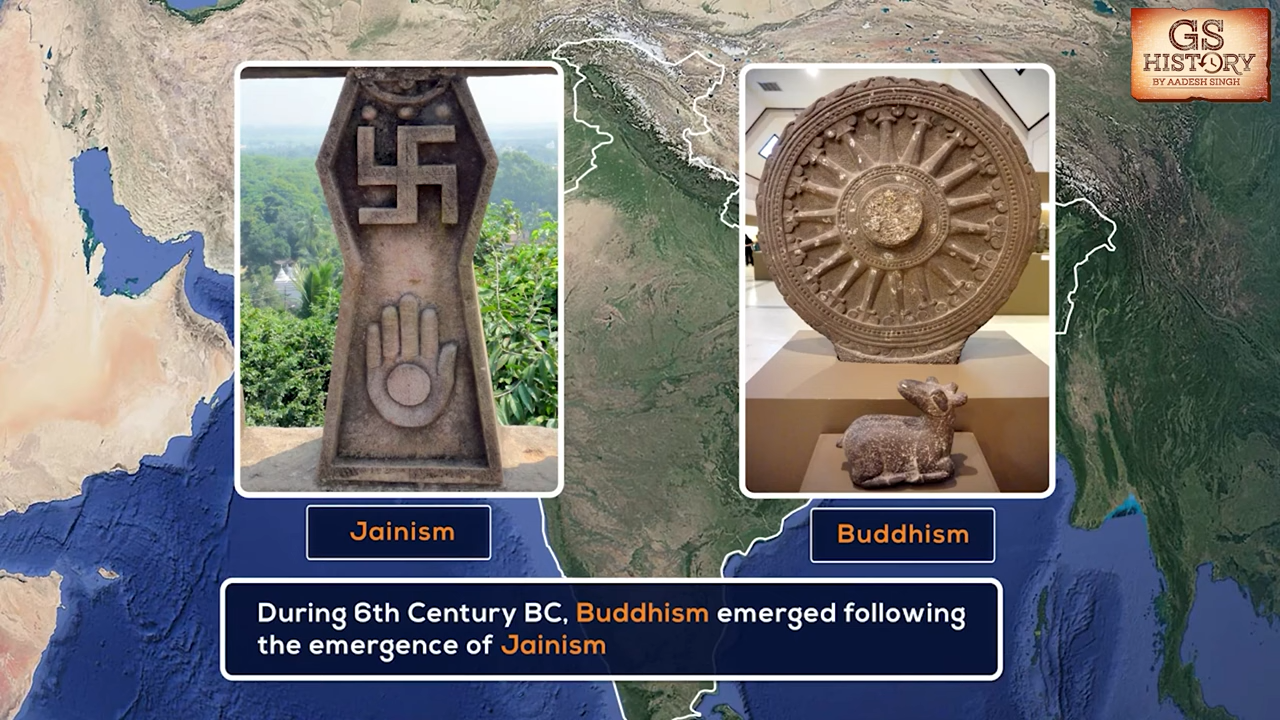 GS
HISTORY
BY AADESH SINGH
Jainism
Buddhism
During 6th Century BC, Buddhism emerged following
the emergence of Jainism